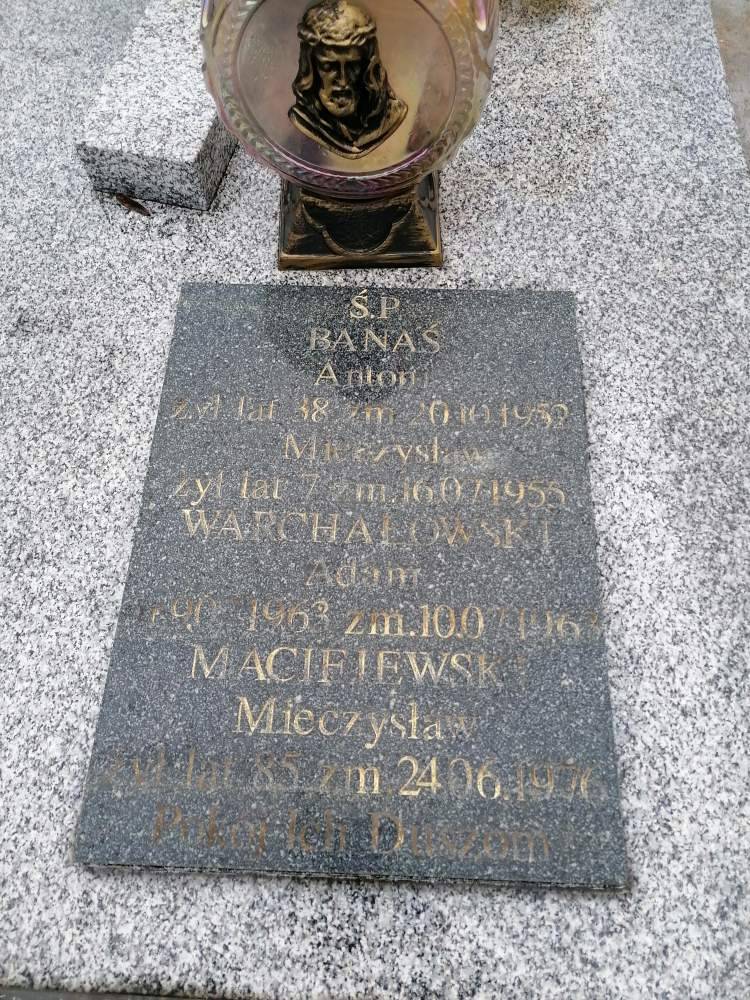 Ś.P
BANAŚ
Antoni
żył lat 38 zm. 20.10.1952
Mieczysław
żył lat 7 zm. 16.07.1955
WARCHAŁOWSKI
Adam
zm. 10.07.1963
MACIEJEWSKI
Mieczysław
żył lat 85 zm. 24.06.1976
Pokój Ich Duszom